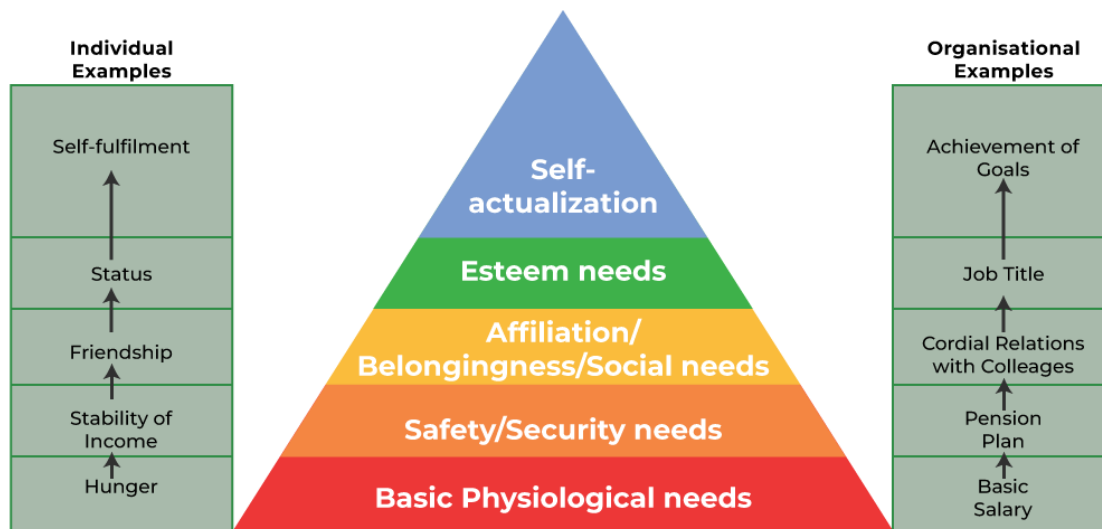 Individual
Examples
Self-fulfilment
Status
Friendship
Stability of
Income
Hunger
Self-
actualization
Esteem needs
Affiliation/
Belongingness/Social needs
Safety/Security needs
Basic Physiological needs
Organisational
Examples
Achievement of
Goals
Job Title
Cordial Relations
with Colleages
Pension
Plan
Basic
Salary